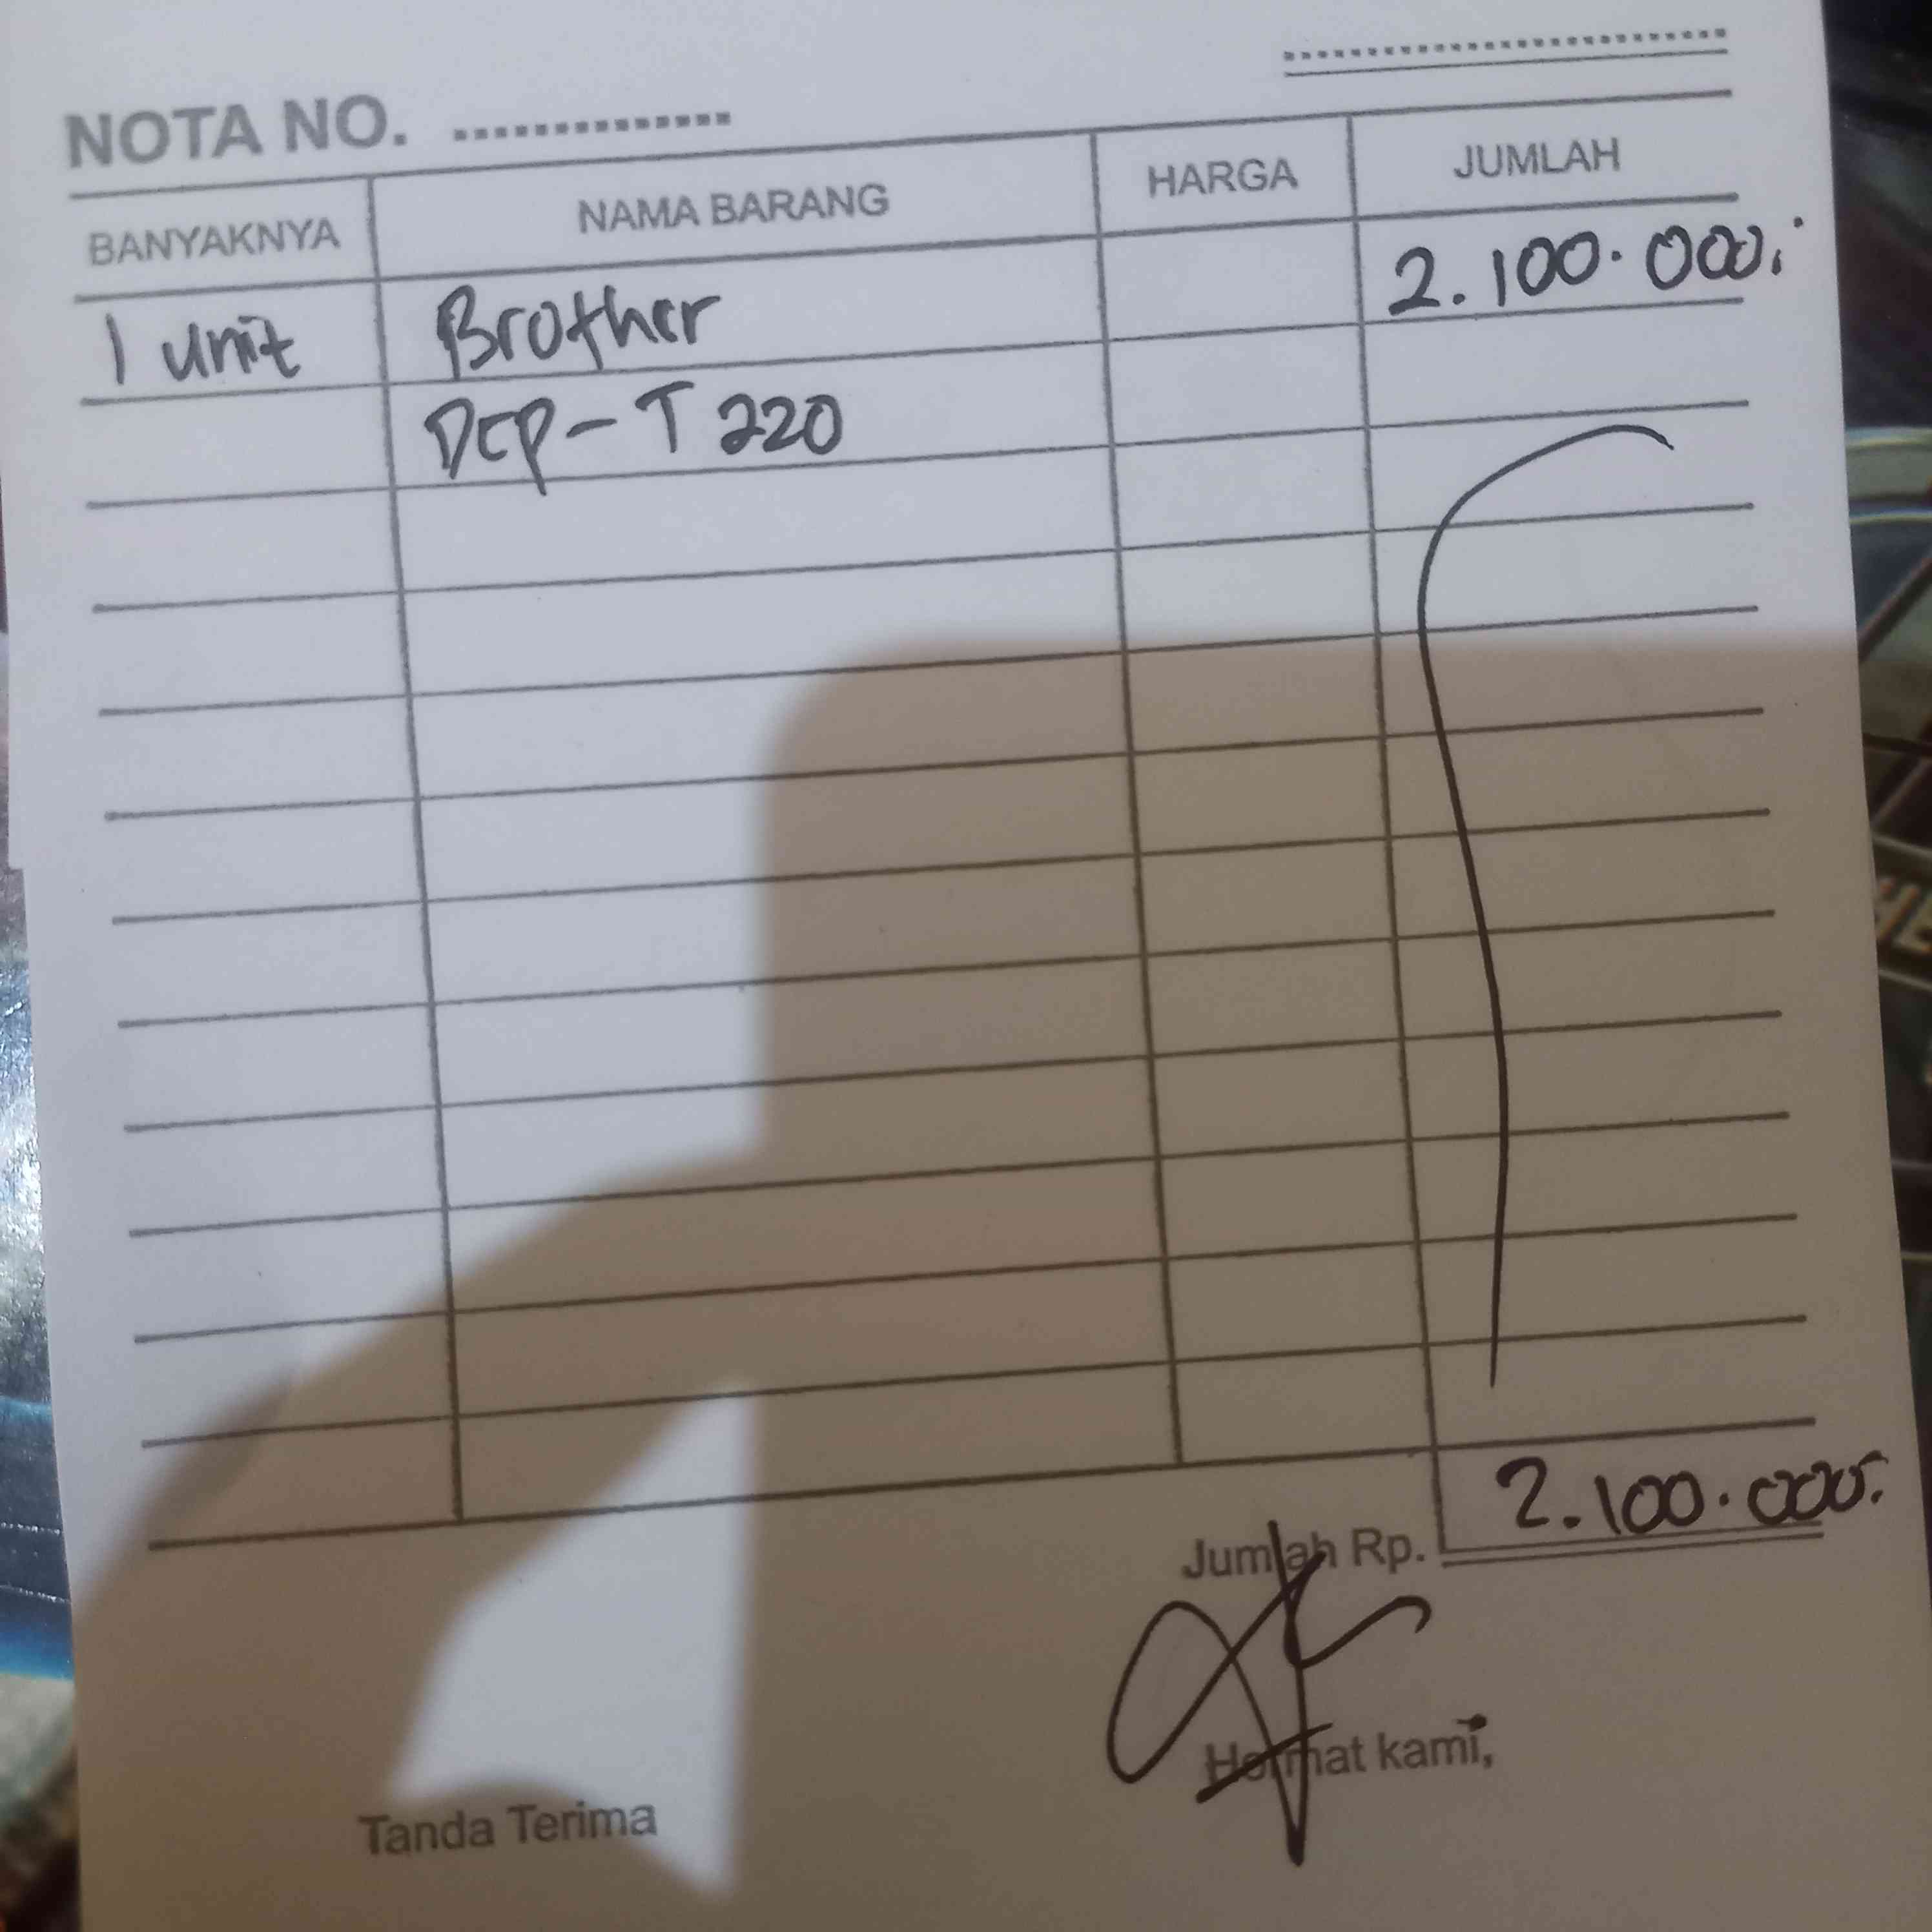 NOTA NO. ..............
BANYAKNYA NAMA BARANG HARGA JUMLAH
1 unit Brother 2.100.000.
DCP-T220
Jumlah Rp. 2.100.000.
Tanda Terima Hormat kami,